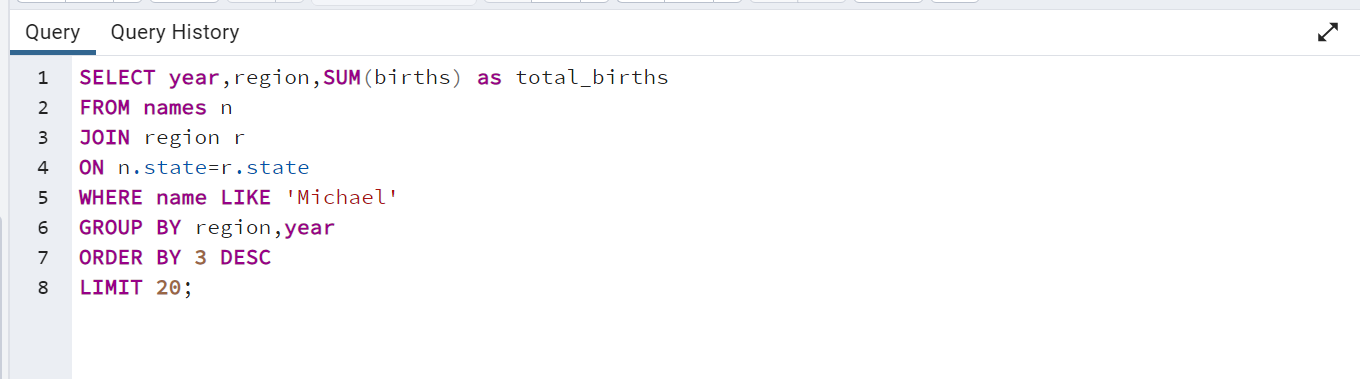 Query Query History
1 SELECT year,region,SUM(births) as total_births
2 FROM names n
3 JOIN region r
4 ON n.state=r.state
5 WHERE name LIKE 'Michael'
6 GROUP BY region,year
7 ORDER BY 3 DESC
8 LIMIT 20;